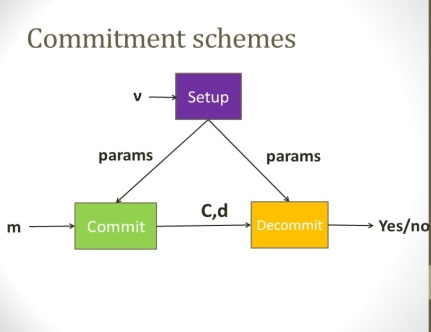 Commitment schemes
ν
Setup
params
params
C,d
m
Commit
Decommit
Yes/no